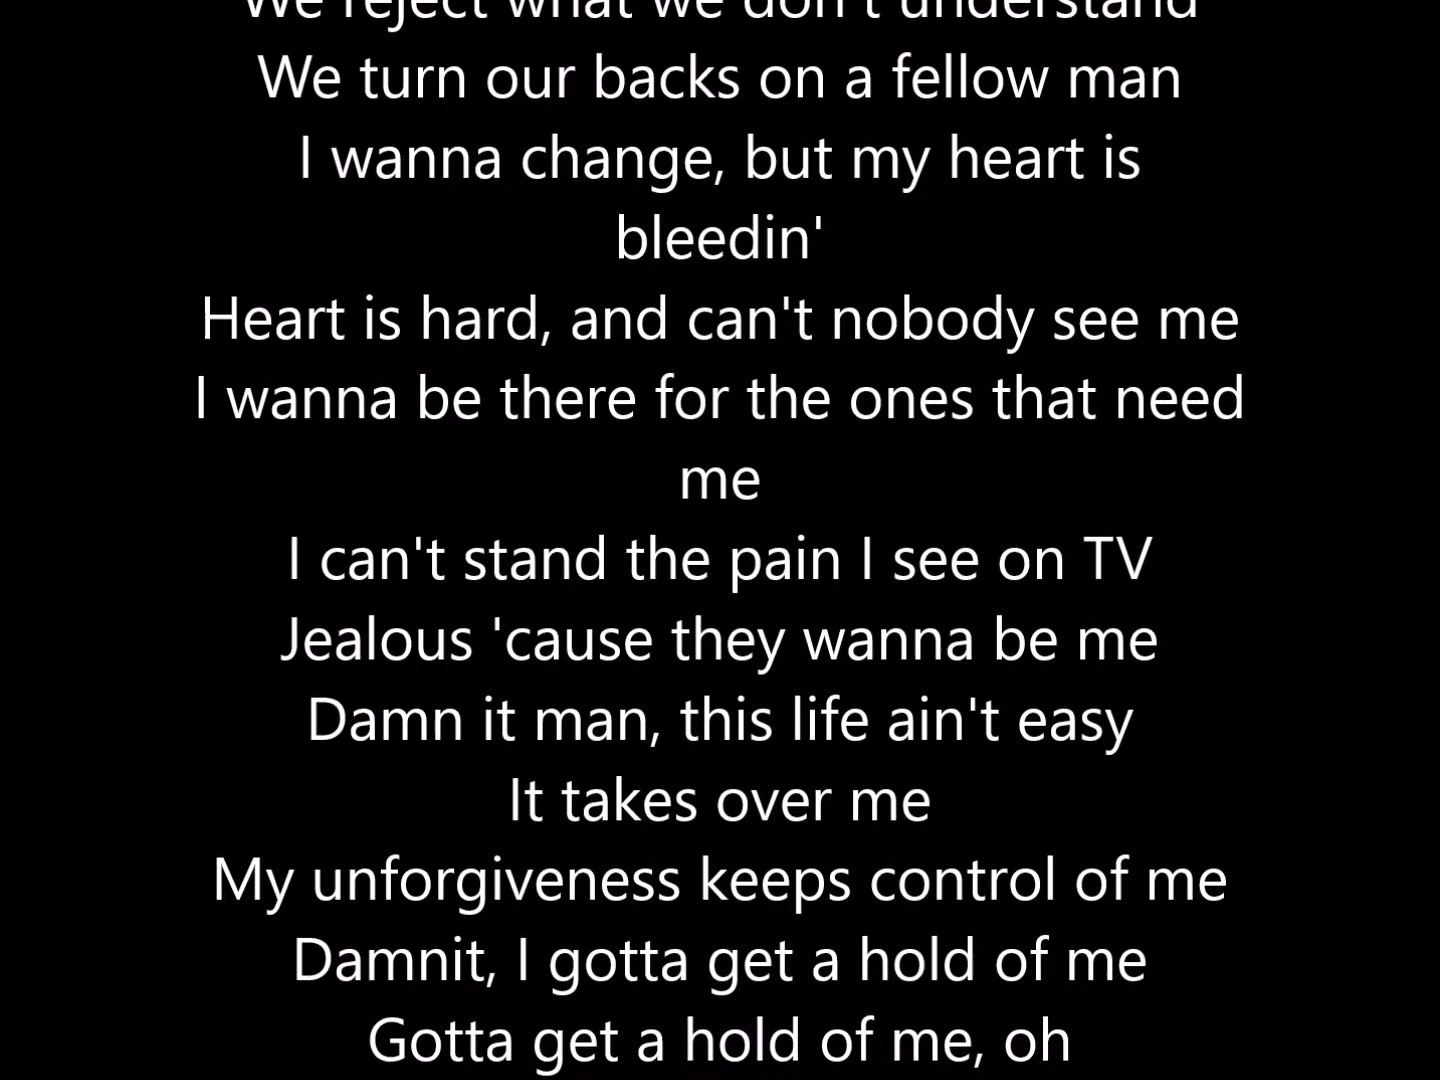 We reject what we don't understand
We turn our backs on a fellow man
I wanna change, but my heart is
bleedin'
Heart is hard, and can't nobody see me
I wanna be there for the ones that need
me
I can't stand the pain I see on TV
Jealous 'cause they wanna be me
Damn it man, this life ain't easy
It takes over me
My unforgiveness keeps control of me
Damnit, I gotta get a hold of me
Gotta get a hold of me, oh